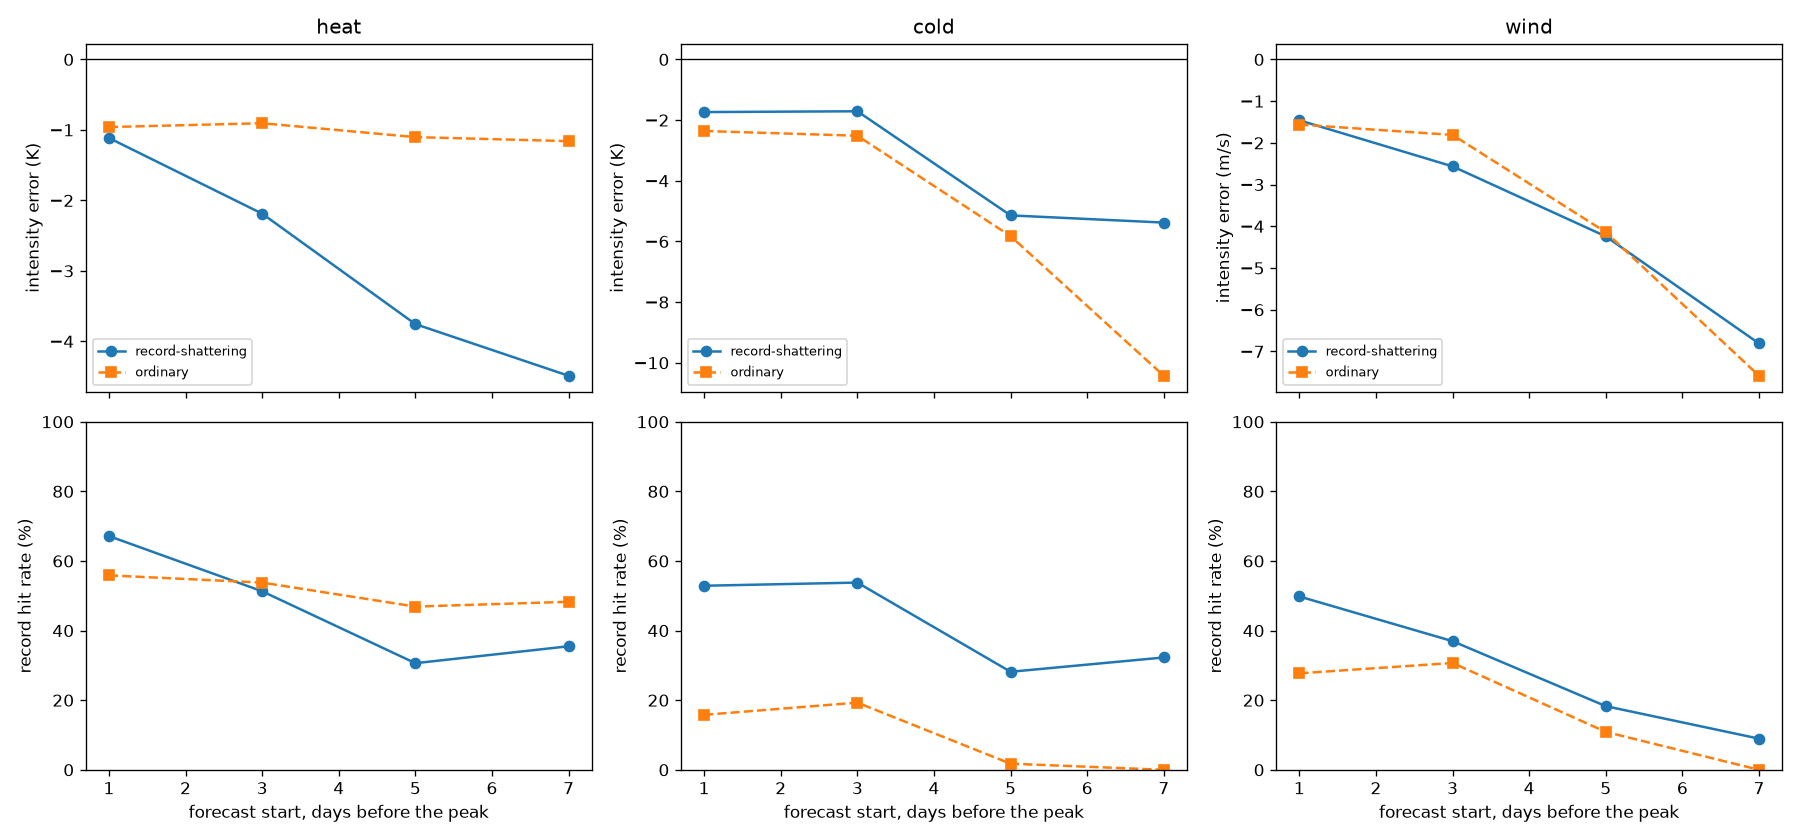 heat
cold
wind
0
−1
−2
−3
−4
intensity error (K)
record-shattering
ordinary
0
−2
−4
−6
−8
−10
intensity error (K)
record-shattering
ordinary
0
−1
−2
−3
−4
−5
−6
−7
intensity error (m/s)
record-shattering
ordinary
100
80
60
40
20
0
record hit rate (%)
1 2 3 4 5 6 7
forecast start, days before the peak
100
80
60
40
20
0
record hit rate (%)
1 2 3 4 5 6 7
forecast start, days before the peak
100
80
60
40
20
0
record hit rate (%)
1 2 3 4 5 6 7
forecast start, days before the peak